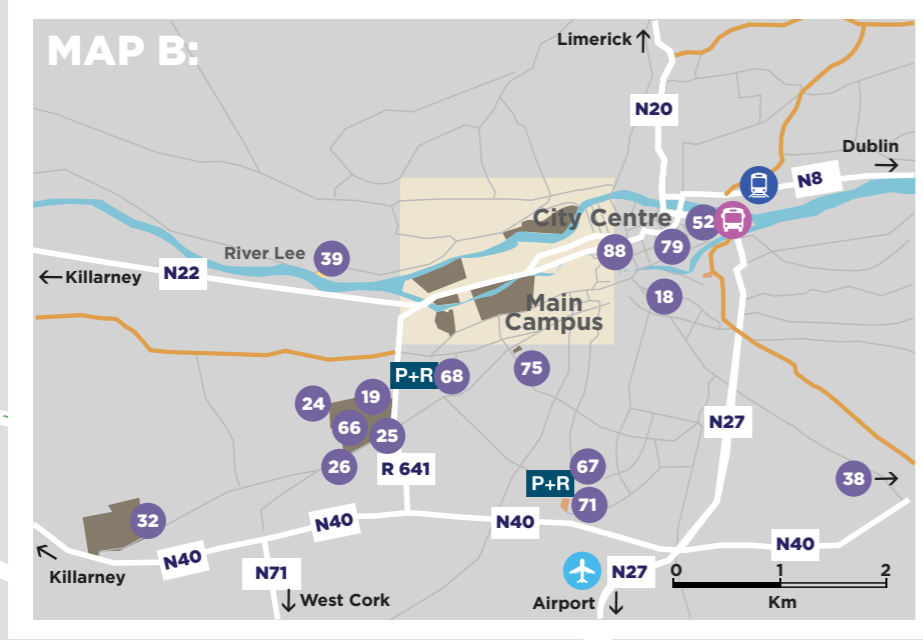 MAP B:
Limerick
N20
Dublin
N8
City Centre
52
River Lee
39
88
79
Killarney
N22
18
Main
Campus
P+R
68
75
24
19
66
25
N27
26
R 641
67
P+R
38
71
32
N40
N40
N40
N40
Killarney
N71
N27
0
1
2
West Cork
Airport
Km